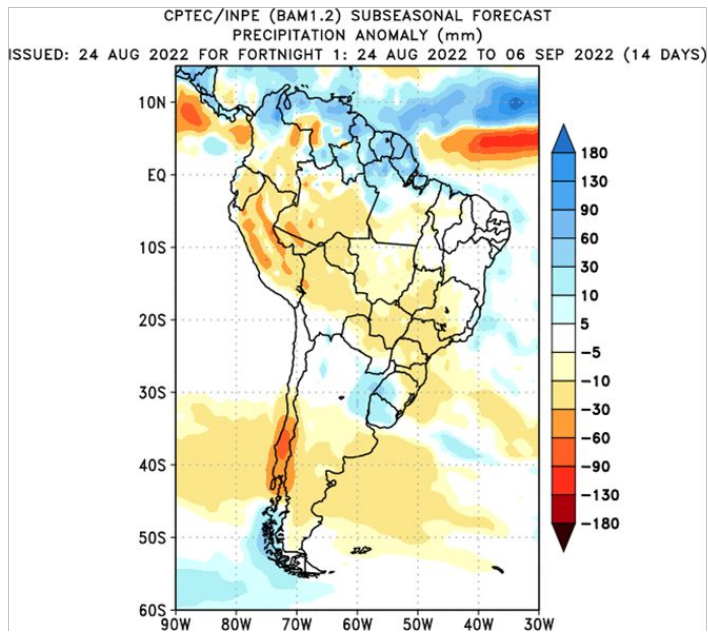 CPTEC/INPE (BAM1.2) SUBSEASONAL FORECAST
PRECIPITATION ANOMALY (mm)
ISSUED: 24 AUG 2022 FOR FORTNIGHT 1: 24 AUG 2022 TO 06 SEP 2022 (14 DAYS)
10N
EQ
10S
20S
30S
40S
50S
60S
90W 80W 70W 60W 50W 40W 30W
180
130
90
60
30
10
5
−5
−10
−30
−60
−90
−130
−180